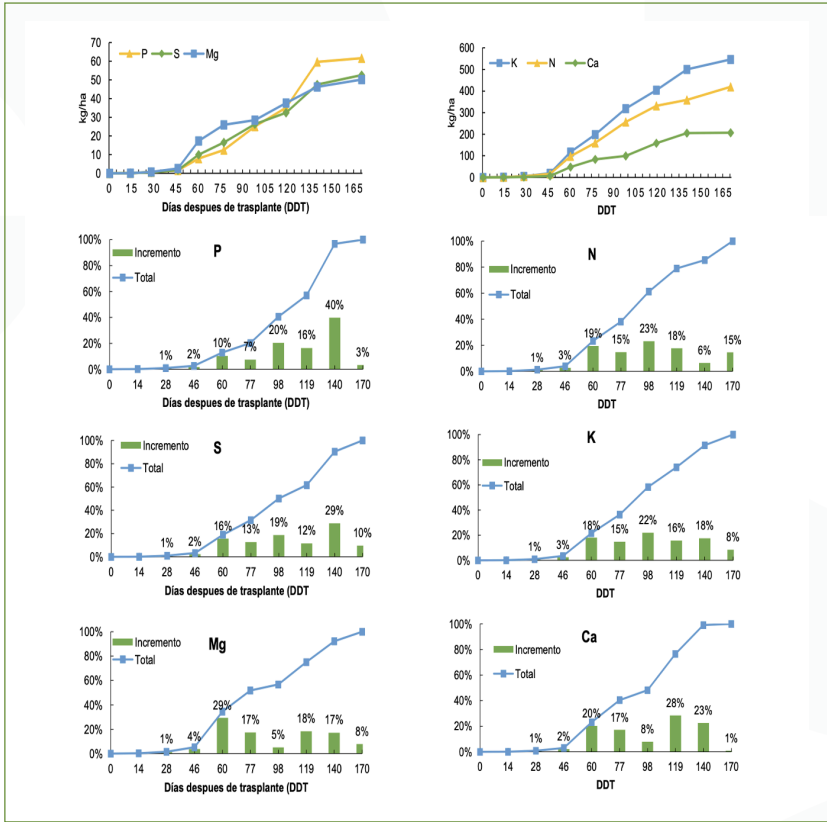 70
60
50
40
30
20
10
0
kg/ha
P S Mg
0 15 30 45 60 75 90 105 120 135 150 165
Días despues de trasplante (DDT)
600
500
400
300
200
100
0
kg/ha
K N Ca
0 15 30 45 60 75 90 105 120 135 150 165
DDT
P
100%
80%
60%
40%
20%
0%
Incremento
Total
1% 2% 10% 7% 20% 16% 40% 3%
0 14 28 46 60 77 98 119 140 170
Días despues de trasplante (DDT)
N
100%
80%
60%
40%
20%
0%
Incremento
Total
1% 3% 19% 15% 23% 18% 6% 15%
0 14 28 46 60 77 98 119 140 170
DDT
S
100%
80%
60%
40%
20%
0%
Incremento
Total
1% 2% 16% 13% 19% 12% 29% 10%
0 14 28 46 60 77 98 119 140 170
Días despues de trasplante (DDT
K
100%
80%
60%
40%
20%
0%
Incremento
Total
1% 3% 18% 15% 22% 16% 18% 8%
0 14 28 46 60 77 98 119 140 170
DDT
Mg
100%
80%
60%
40%
20%
0%
Incremento
Total
1% 4% 29% 17% 5% 18% 17% 8%
0 14 28 46 60 77 98 119 140 170
Días despues de trasplante (DDT
Ca
100%
80%
60%
40%
20%
0%
Incremento
Total
1% 2% 20% 17% 8% 28% 23% 1%
0 14 28 46 60 77 98 119 140 170
DDT